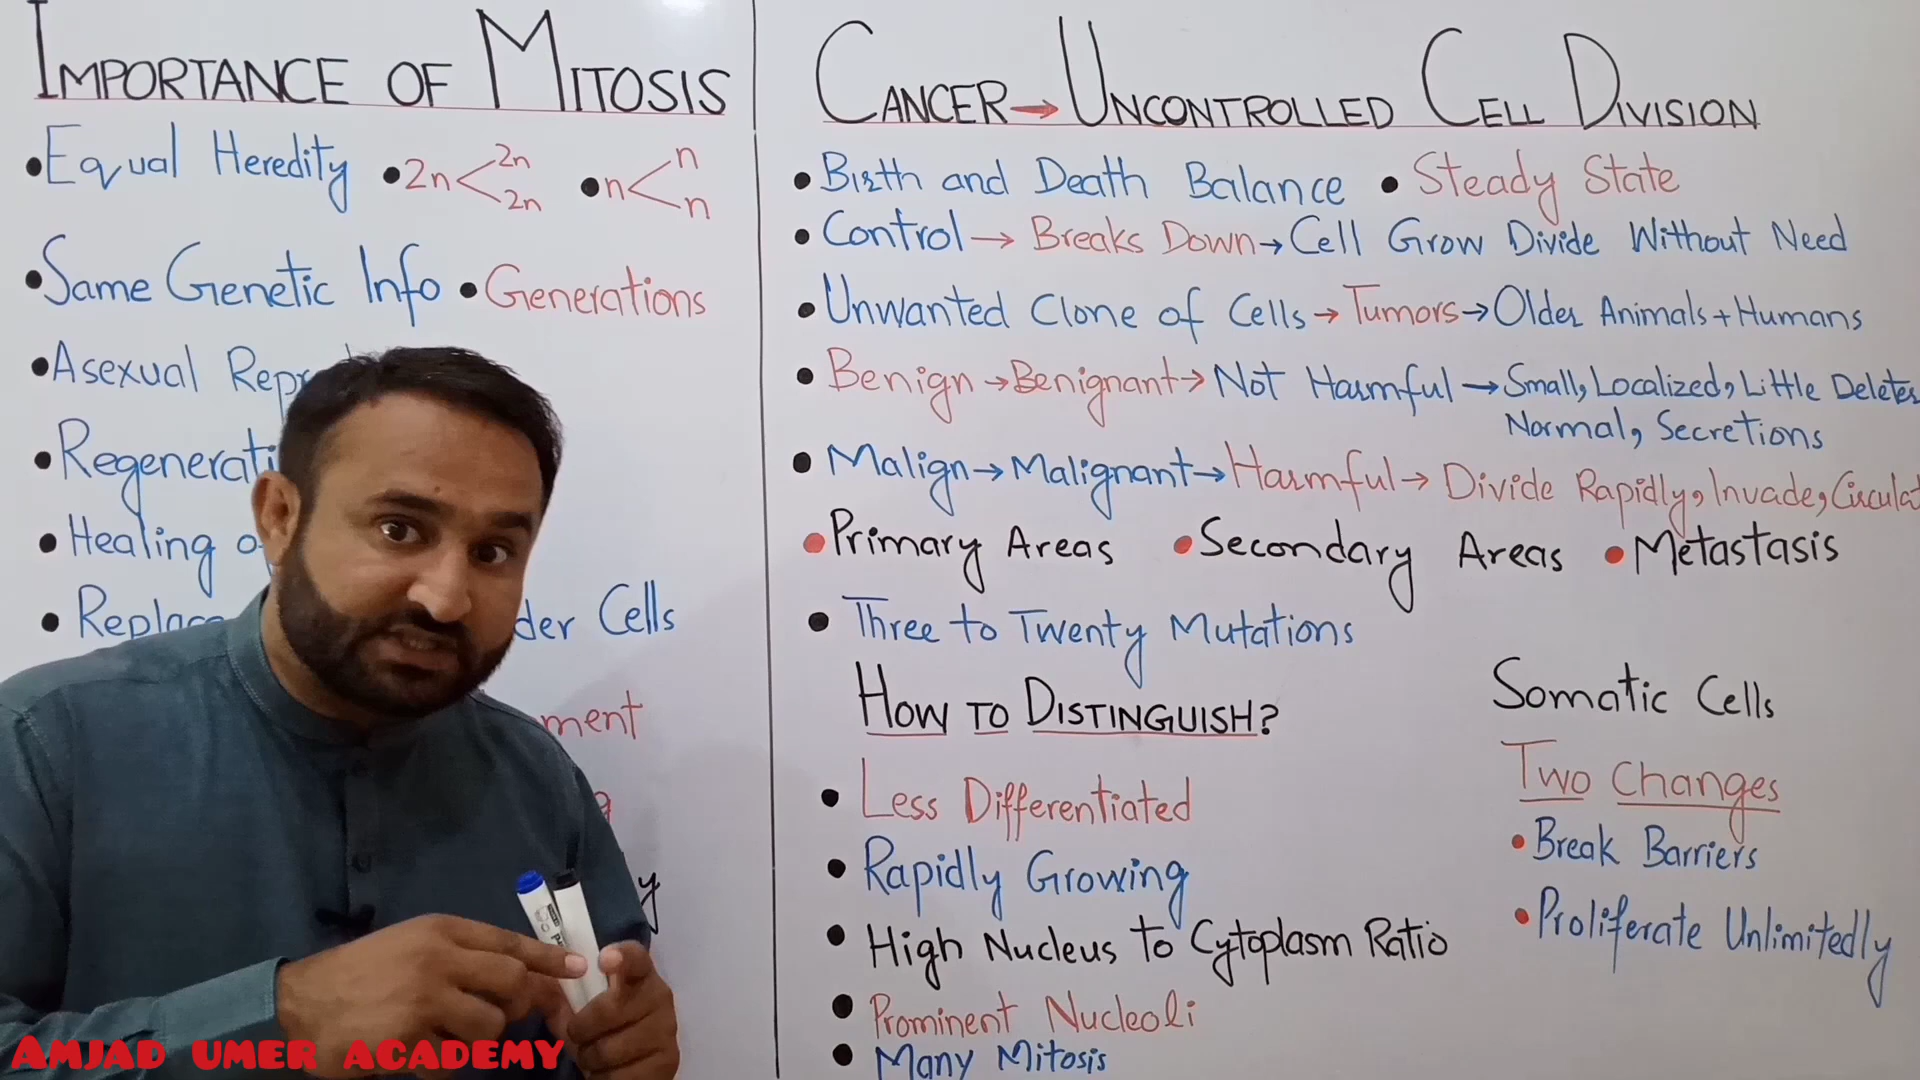 IMPORTANCE OF MITOSIS
• Equal Heredity • 2n < 2n 2n • n < n n
• Same Genetic Info • Generations
• Asexual Repr
• Regenerati
• Healing o
• Replace der Cells
ment
g
y
CANCER → UNCONTROLLED CELL DIVISION
• Birth and Death Balance • Steady State
• Control → Breaks Down → Cell Grow Divide Without Need
• Unwanted Clone of Cells → Tumors → Older Animals + Humans
• Benign → Benignant → Not Harmful → Small, Localized, Little Deletes
Normal, Secretions
• Malign → Malignant → Harmful → Divide Rapidly, Invade, Circulat
• Primary Areas • Secondary Areas • Metastasis
• Three to Twenty Mutations
HOW TO DISTINGUISH?
• Less Differentiated
• Rapidly Growing
• High Nucleus to Cytoplasm Ratio
• Prominent Nucleoli
• Many Mitosis
Somatic Cells
Two Changes
• Break Barriers
• Proliferate Unlimitedly
AMJAD UMER ACADEMY